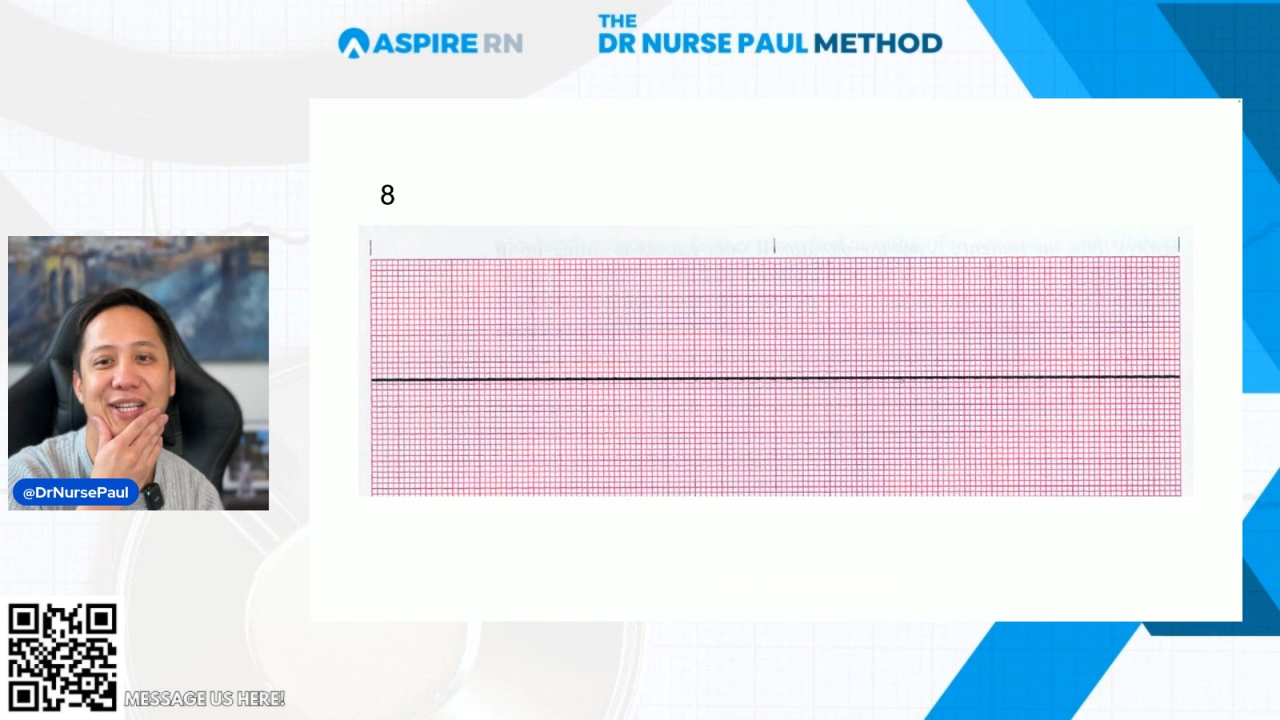 ASPIRE RN
THE
DR NURSE PAUL METHOD
8
@DrNursePaul
MESSAGE US HERE!